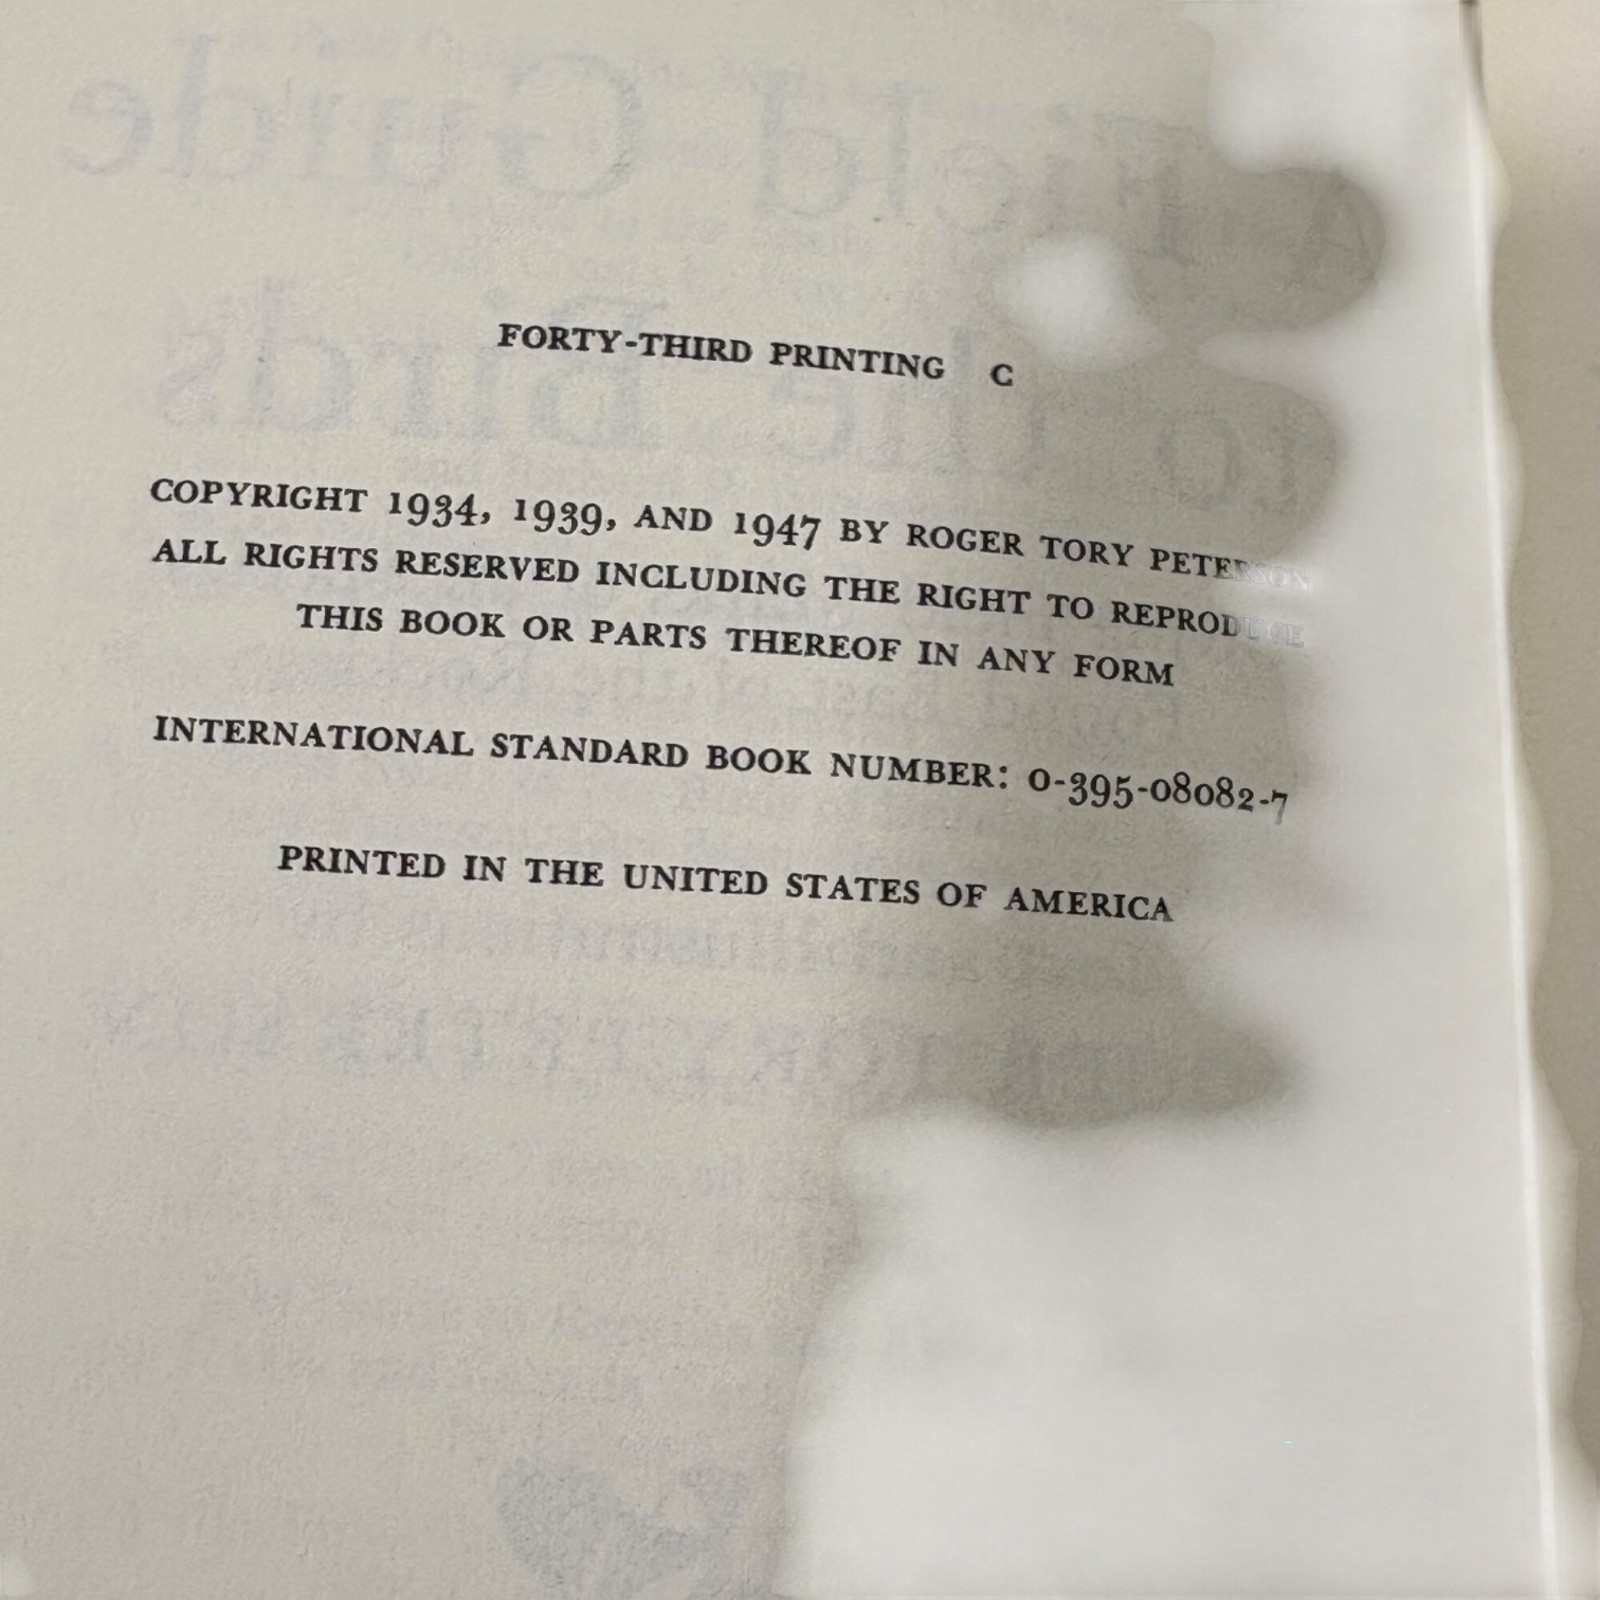 FORTY-THIRD PRINTING C
COPYRIGHT 1934, 1939, AND 1947 BY ROGER TORY PETERSON
ALL RIGHTS RESERVED INCLUDING THE RIGHT TO REPRODUCE
THIS BOOK OR PARTS THEREOF IN ANY FORM
INTERNATIONAL STANDARD BOOK NUMBER: 0-395-08082-7
PRINTED IN THE UNITED STATES OF AMERICA